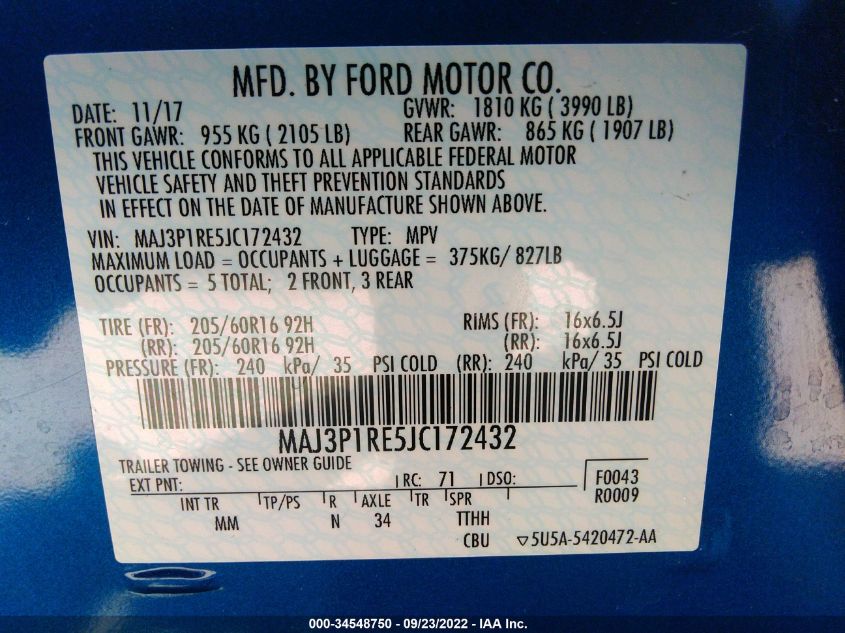 MFD. BY FORD MOTOR CO.
DATE: 11/17 GVWR: 1810 KG ( 3990 LB)
FRONT GAWR: 955 KG ( 2105 LB) REAR GAWR: 865 KG ( 1907 LB)
THIS VEHICLE CONFORMS TO ALL APPLICABLE FEDERAL MOTOR
VEHICLE SAFETY AND THEFT PREVENTION STANDARDS
IN EFFECT ON THE DATE OF MANUFACTURE SHOWN ABOVE.
VIN: MAJ3P1RE5JC172432 TYPE: MPV
MAXIMUM LOAD = OCCUPANTS + LUGGAGE = 375KG/ 827LB
OCCUPANTS = 5 TOTAL; 2 FRONT, 3 REAR
TIRE (FR): 205/60R16 92H RIMS (FR): 16x6.5J
(RR): 205/60R16 92H (RR): 16x6.5J
PRESSURE (FR): 240 kPa/ 35 PSI COLD (RR): 240 kPa/ 35 PSI COLD
MAJ3P1RE5JC172432
TRAILER TOWING - SEE OWNER GUIDE
EXT PNT: RC: 71 DSO: F0043
R0009
INT TR TP/PS R AXLE TR SPR
MM N 34 TTHH
CBU 5U5A-5420472-AA
000-34548750 - 09/23/2022 - IAA Inc.